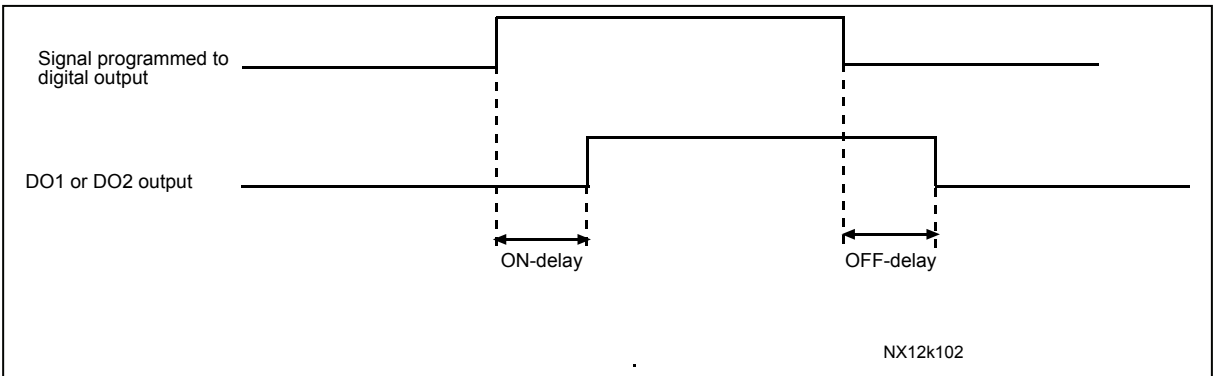 Signal programmed to
digital output
DO1 or DO2 output
ON-delay
OFF-delay
NX12k102